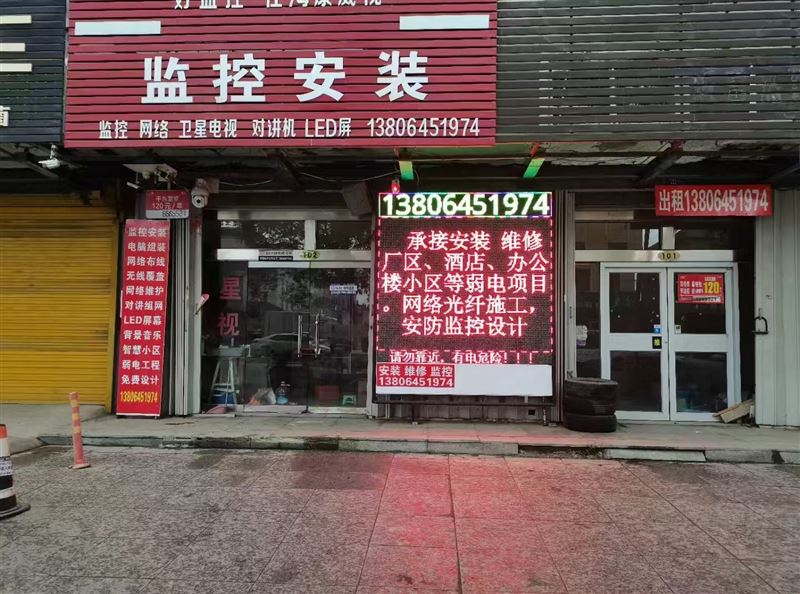 监控安装
监控 网络 卫星电视 对讲机 LED屏 13806451974
120元/
监控安装
电脑组装
网络布线
无线覆盖
网络维护
对讲组网
LED屏幕
背景音乐
智慧小区
弱电工程
免费设计
13806451974
102
星
视
13806451974
承接安装 维修
厂区、酒店、办公
楼小区等弱电项目
。网络光纤施工,
安防监控设计
请勿靠近,有电危险!!!
安装 维修 监控
13806451974
出租13806451974
101
120